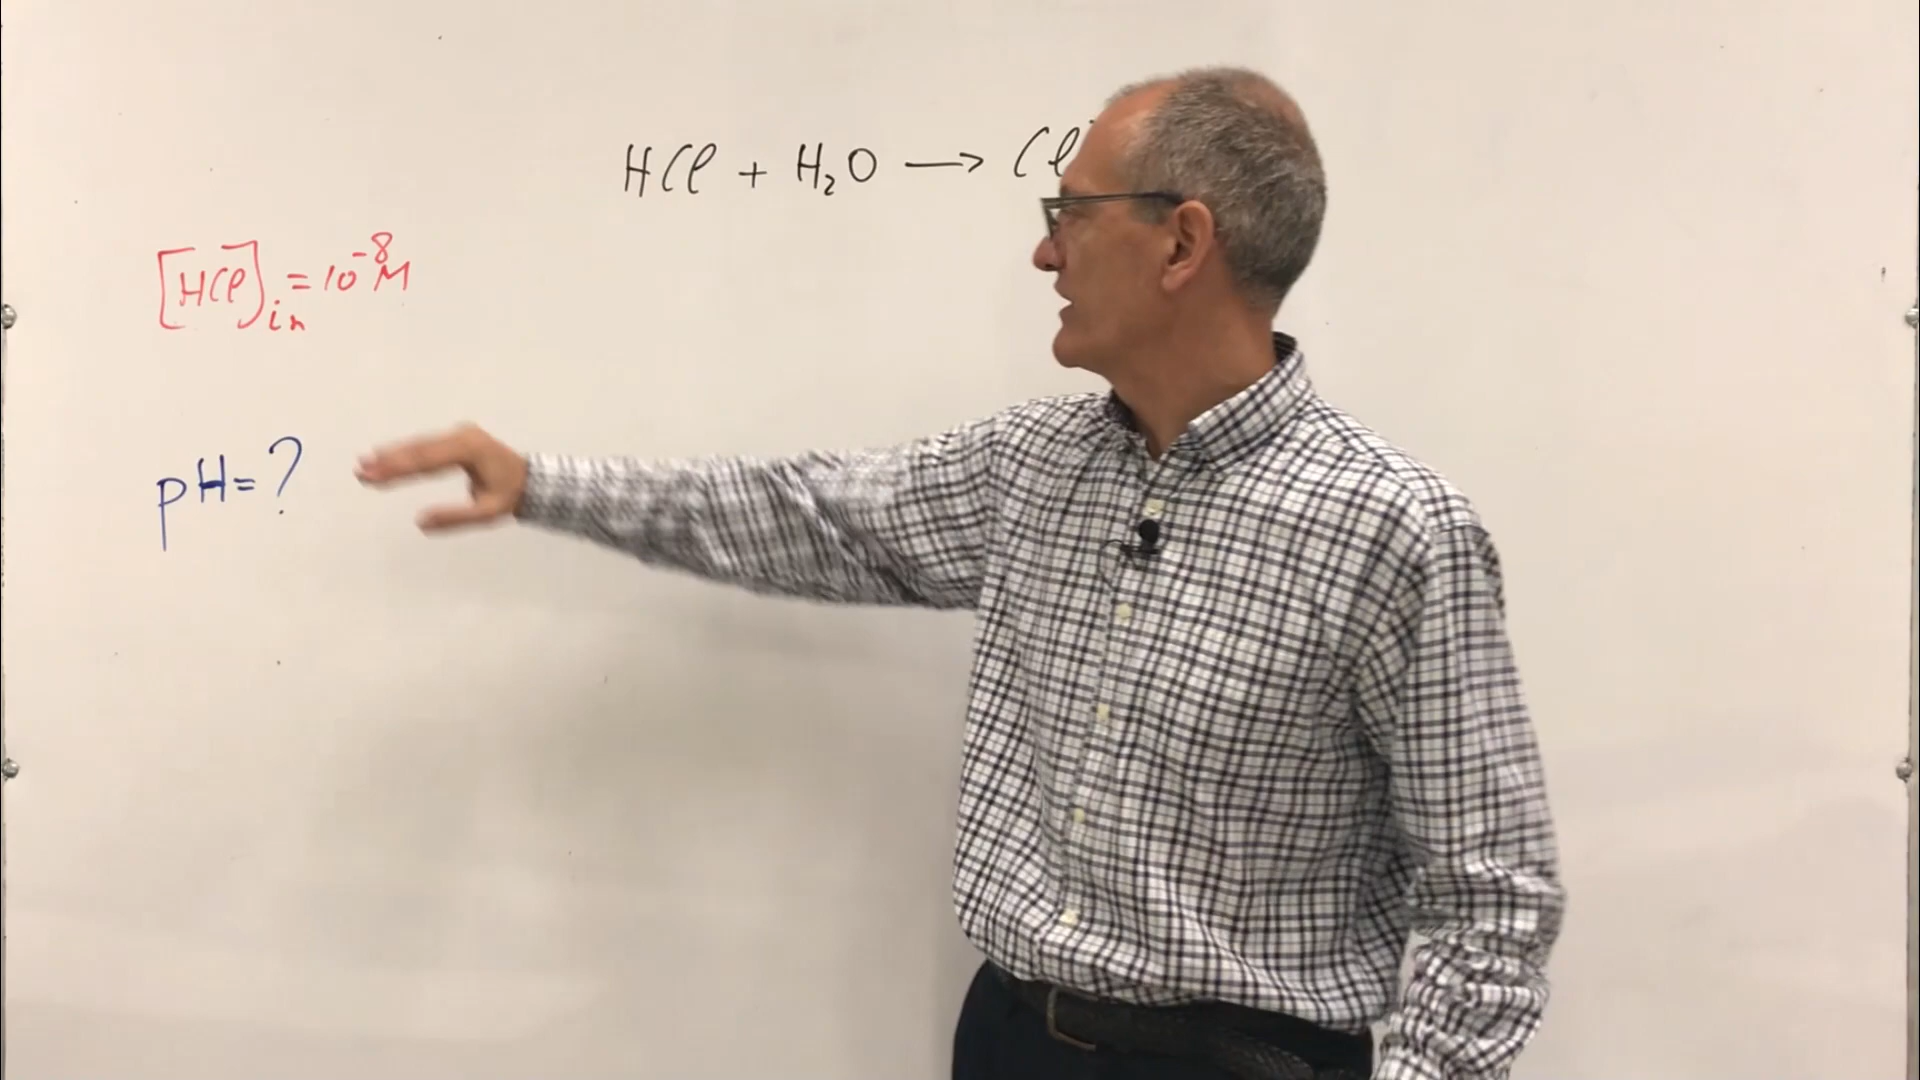 HCl + H₂O → Cl⁻
[HCl]in = 10⁻⁸ M
pH = ?